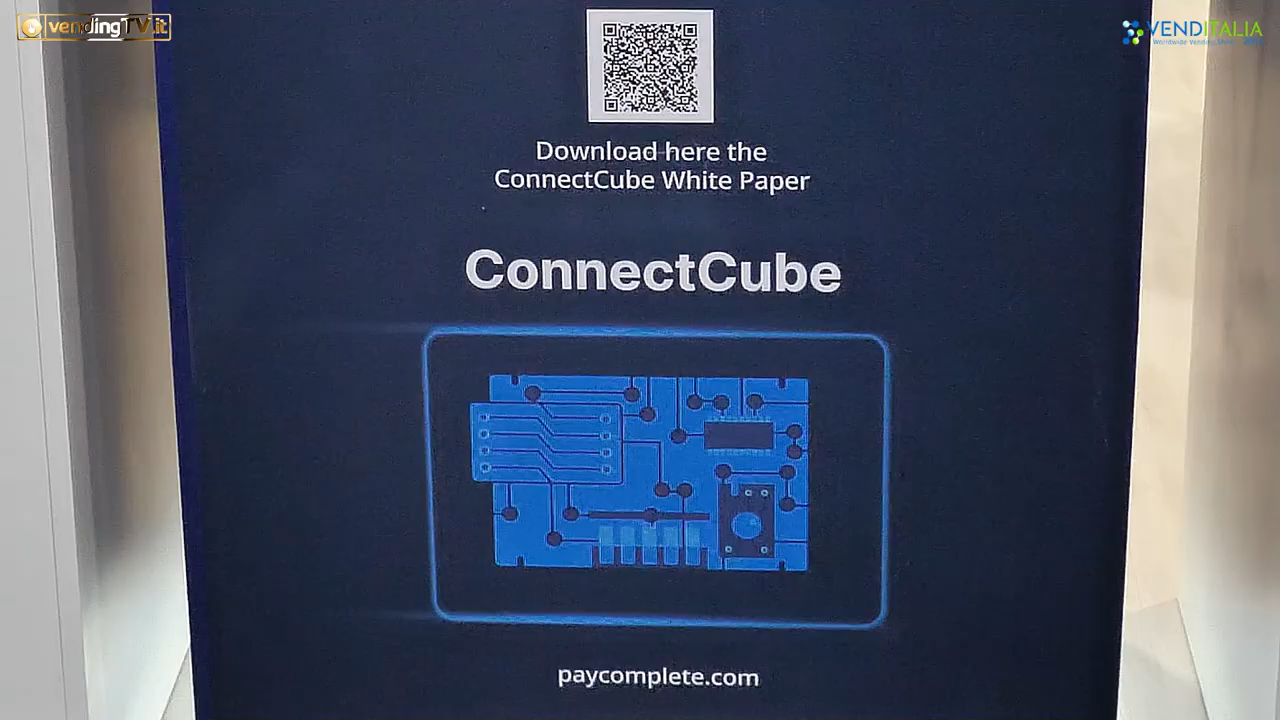 vendingTV.it
VENDITALIA
Download here the
ConnectCube White Paper
ConnectCube
paycomplete.com